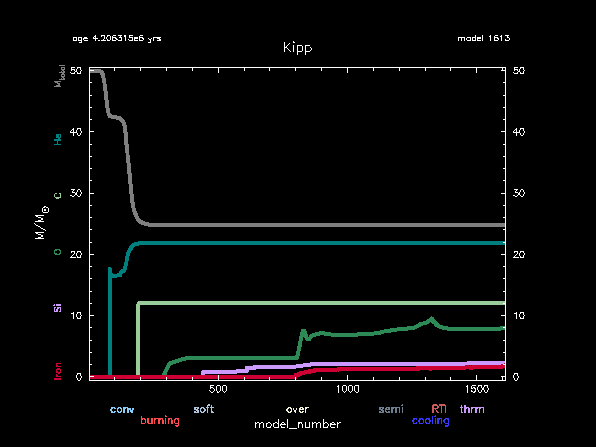 age 4.206315e6 yrs
model 1613
Kipp
50 50
40 40
30 30
20 20
10 10
0 0
500 1000 1500
M/M☉
M_total
He
C
O
Si
Iron
conv soft over semi RTI thrm
burning cooling
model_number